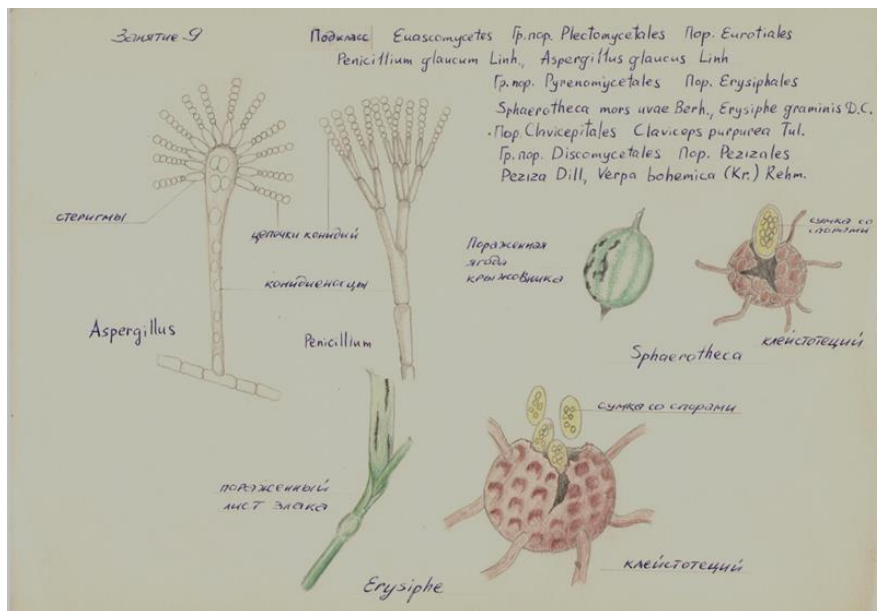 Занятие 9
Подкласс Euascomycetes Гр.пор. Plectomycetales Пор. Eurotiales
Penicillium glaucum Linh., Aspergillus glaucus Linh
Гр.пор. Pyrenomycetales Пор. Erysiphales
Sphaerotheca mors uvae Berh., Erysiphe graminis D.C.
Пор. Clavicepitales Claviceps purpurea Tul.
Гр.пор. Discomycetales Пор. Pezizales
Peziza Dill, Verpa bohemica (Kr.) Rehm.
стеригмы
цепочки конидий
конидиеносцы
Aspergillus
Penicillium
Пораженная
ягода
крыжовника
сумка со
спорами
клейстотеций
Sphaerotheca
пораженный
лист злака
сумка со спорами
клейстотеций
Erysiphe